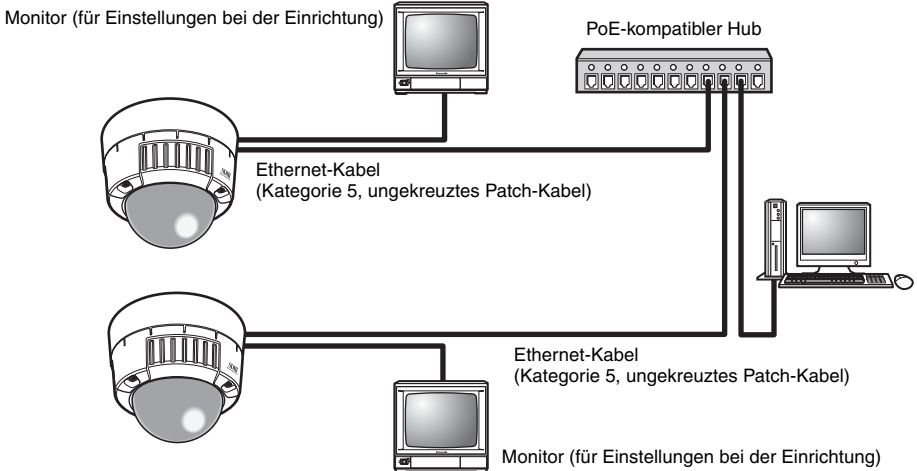 Monitor (für Einstellungen bei der Einrichtung)
PoE-kompatibler Hub
Ethernet-Kabel
(Kategorie 5, ungekreuztes Patch-Kabel)
Ethernet-Kabel
(Kategorie 5, ungekreuztes Patch-Kabel)
Monitor (für Einstellungen bei der Einrichtung)